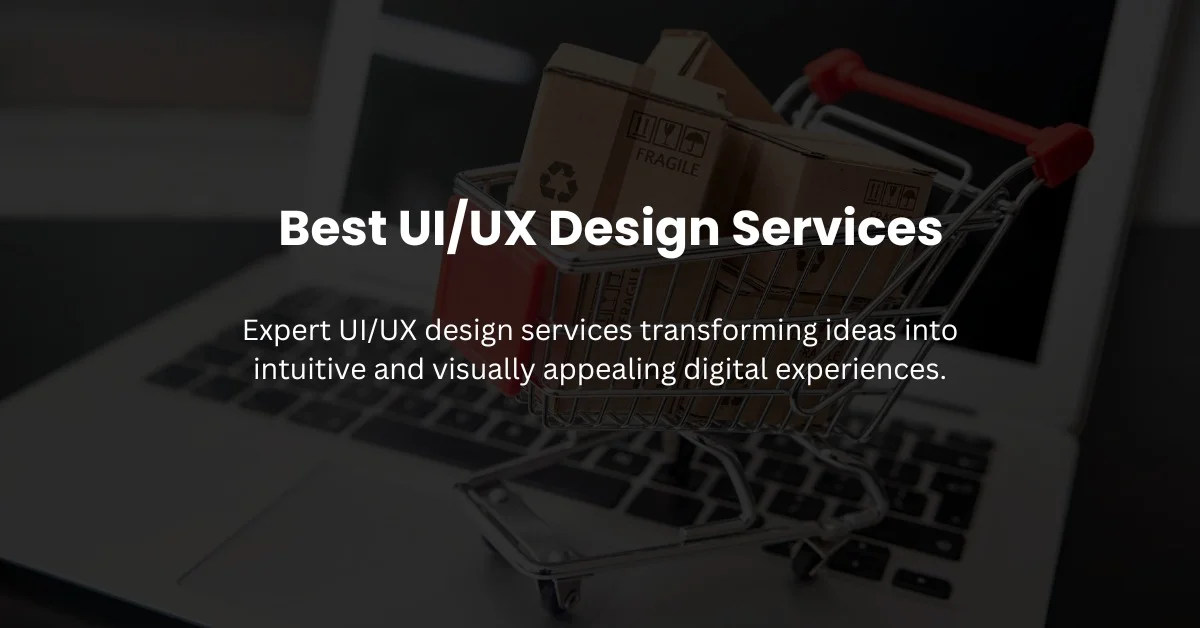 FRAGILE
Best UI/UX Design Services
Expert UI/UX design services transforming ideas into
intuitive and visually appealing digital experiences.